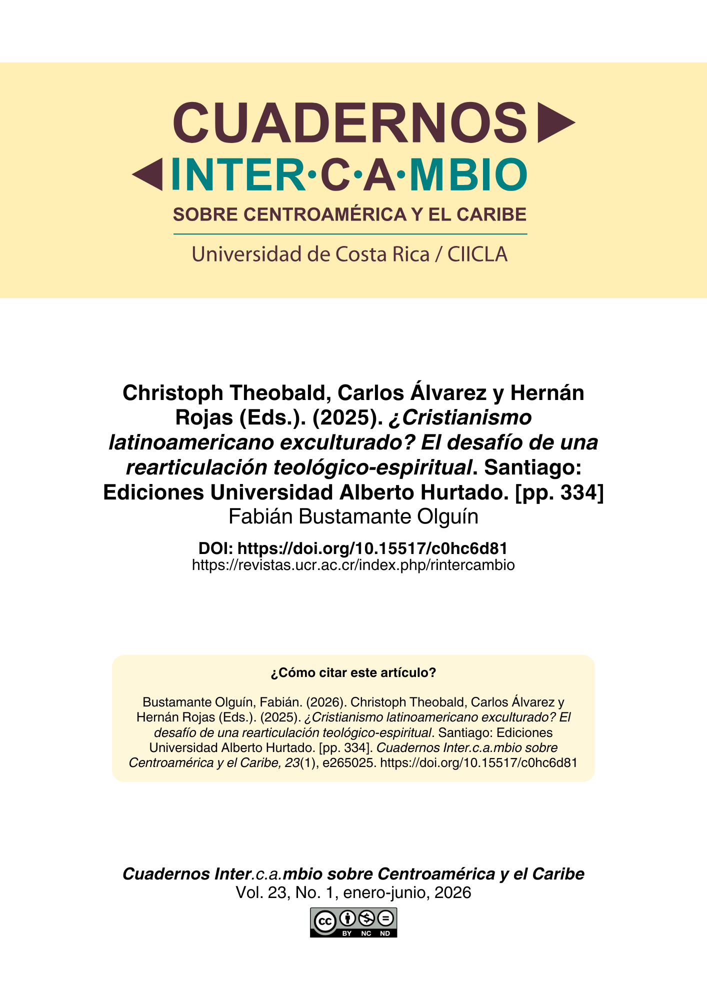 CUADERNOS
INTER•C•A•MBIO
SOBRE CENTROAMÉRICA Y EL CARIBE
Universidad de Costa Rica / CIICLA
Christoph Theobald, Carlos Álvarez y Hernán
Rojas (Eds.). (2025). ¿Cristianismo
latinoamericano exculturado? El desafío de una
rearticulación teológico-espiritual. Santiago:
Ediciones Universidad Alberto Hurtado. [pp. 334]
Fabián Bustamante Olguín
DOI: https://doi.org/10.15517/c0hc6d81
https://revistas.ucr.ac.cr/index.php/rintercambio
¿Cómo citar este artículo?
Bustamante Olguín, Fabián. (2026). Christoph Theobald, Carlos Álvarez y
Hernán Rojas (Eds.). (2025). ¿Cristianismo latinoamericano exculturado? El
desafío de una rearticulación teológico-espiritual. Santiago: Ediciones
Universidad Alberto Hurtado. [pp. 334]. Cuadernos Inter.c.a.mbio sobre
Centroamérica y el Caribe, 23(1), e265025. https://doi.org/10.15517/c0hc6d81
Cuadernos Inter.c.a.mbio sobre Centroamérica y el Caribe
Vol. 23, No. 1, enero-junio, 2026
cc BY NC ND